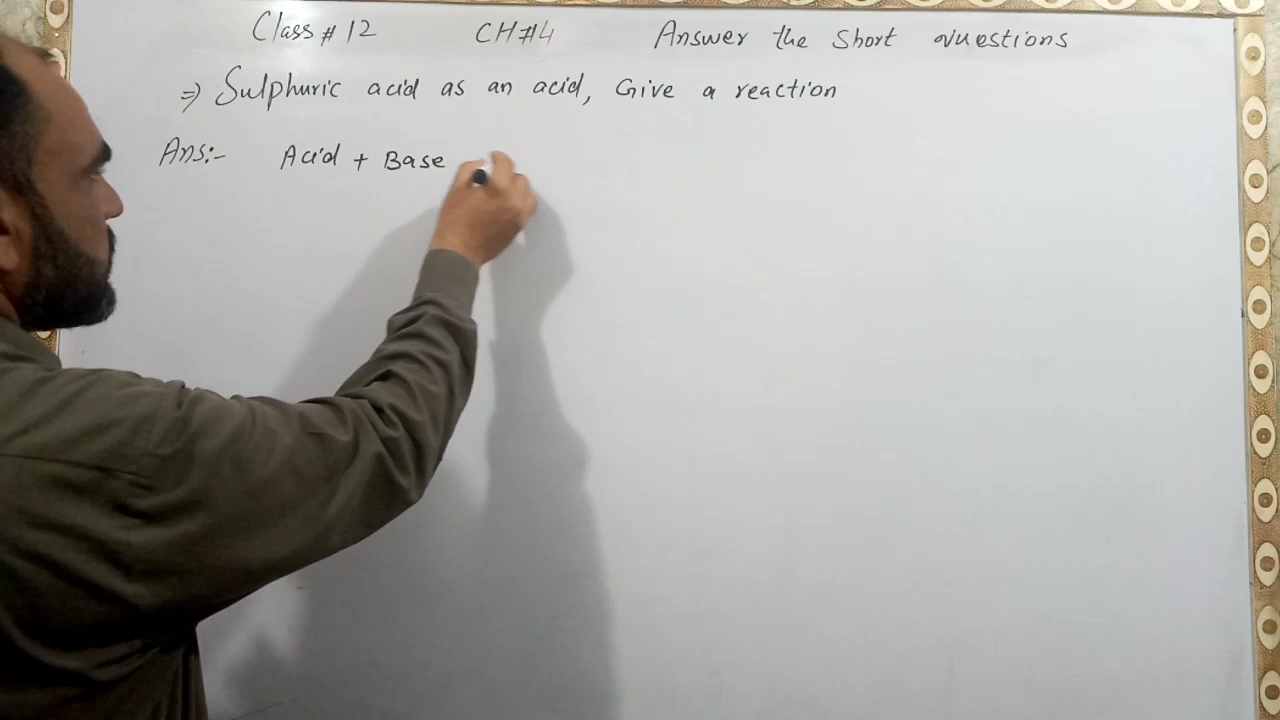 Class # 12 CH#4 Answer the Short Questions
⇒ Sulphuric acid as an acid, Give a reaction
Ans:- Acid + Base